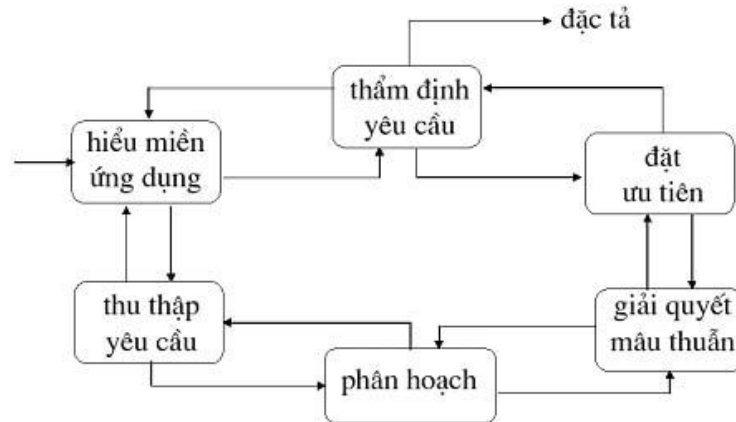 đặc tả
thẩm định
yêu cầu
hiểu miền
ứng dụng
đặt
ưu tiên
thu thập
yêu cầu
giải quyết
mâu thuẫn
phân hoạch